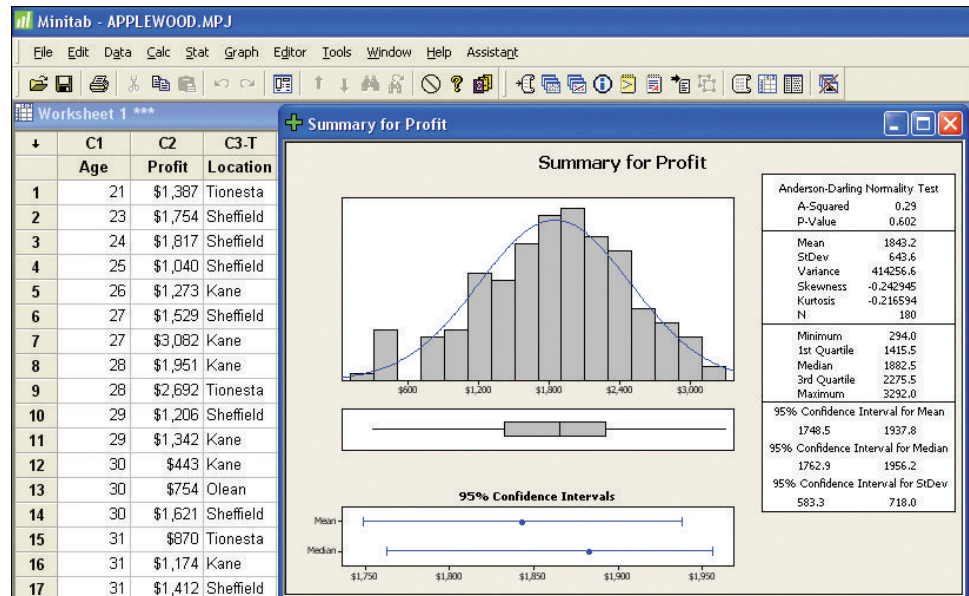 Minitab - APPLEWOOD.MPJ
File Edit Data Calc Stat Graph Editor Tools Window Help Assistant
Worksheet 1 ***
C1 C2 C3-T
Age Profit Location
1 21 $1,387 Tionesta
2 23 $1,754 Sheffield
3 24 $1,817 Sheffield
4 25 $1,040 Sheffield
5 26 $1,273 Kane
6 27 $1,529 Sheffield
7 27 $3,082 Kane
8 28 $1,951 Kane
9 28 $2,692 Tionesta
10 29 $1,206 Sheffield
11 29 $1,342 Kane
12 30 $443 Kane
13 30 $754 Olean
14 30 $1,621 Sheffield
15 31 $870 Tionesta
16 31 $1,174 Kane
17 31 $1,412 Sheffield
Summary for Profit
Summary for Profit
$600 $1,200 $1,800 $2,400 $3,000
95% Confidence Intervals
Mean
Median
$1,750 $1,800 $1,850 $1,900 $1,950
Anderson-Darling Normality Test
A-Squared 0.29
P-Value 0.602
Mean 1843.2
StDev 643.6
Variance 414256.6
Skewness -0.242945
Kurtosis -0.216594
N 180
Minimum 294.0
1st Quartile 1415.5
Median 1882.5
3rd Quartile 2275.5
Maximum 3292.0
95% Confidence Interval for Mean
1748.5 1937.8
95% Confidence Interval for Median
1762.9 1956.2
95% Confidence Interval for StDev
583.3 718.0